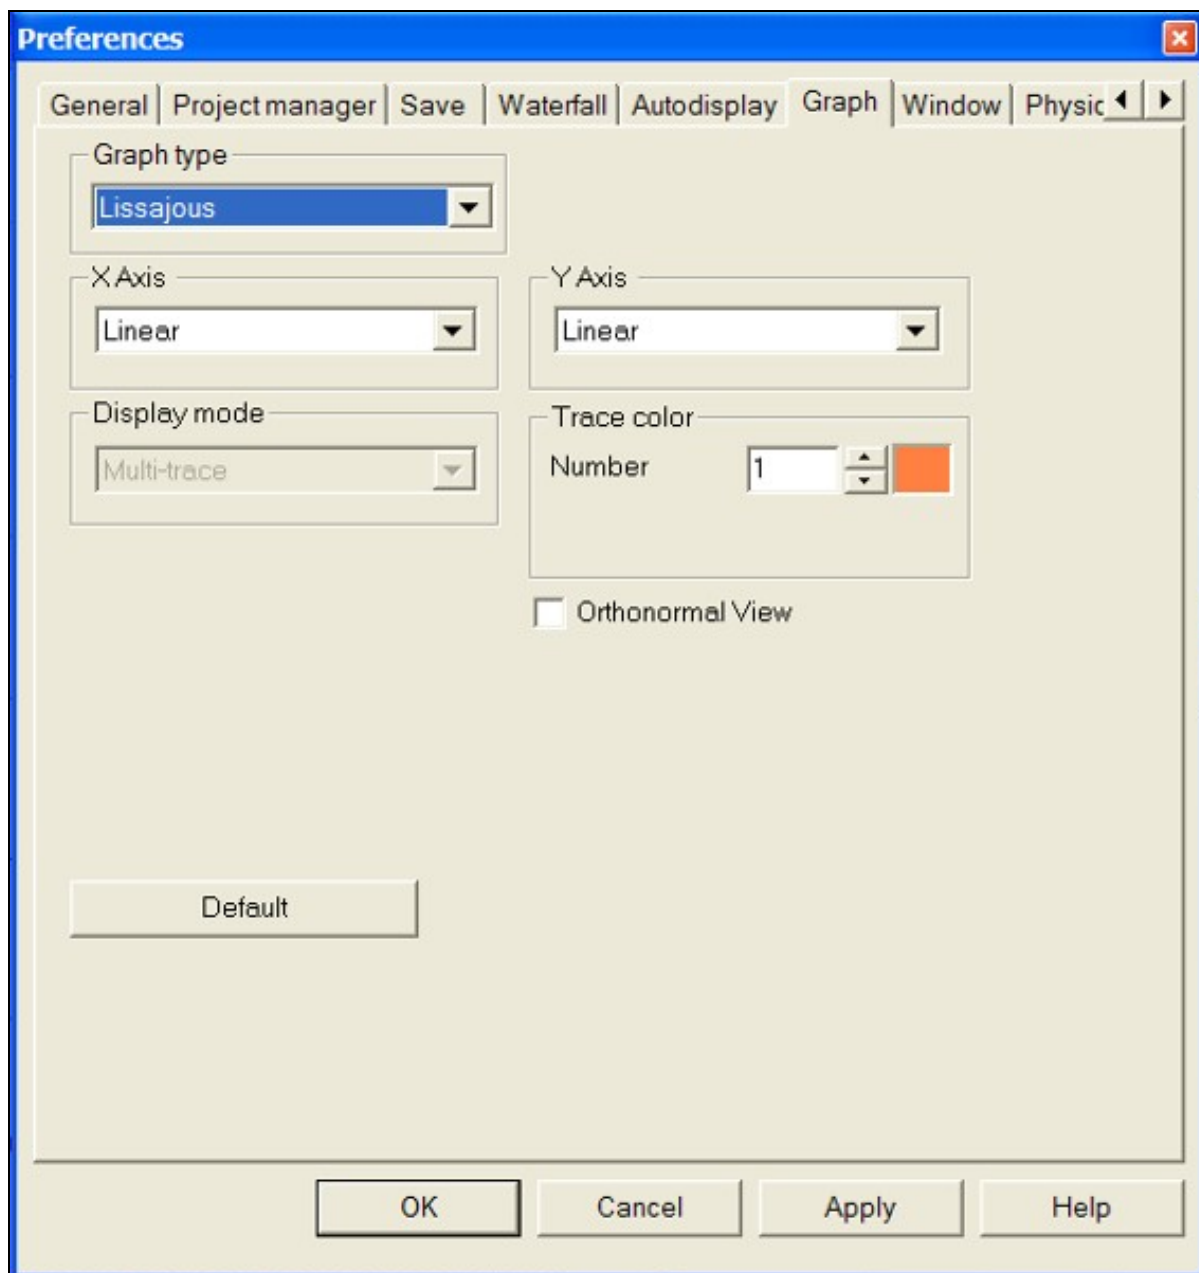 Preferences
General Project manager Save Waterfall Autodisplay Graph Window Physic
Graph type
Lissajous
X Axis Y Axis
Linear Linear
Display mode Trace color
Multi-trace Number 1
Orthonormal View
Default
OK Cancel Apply Help